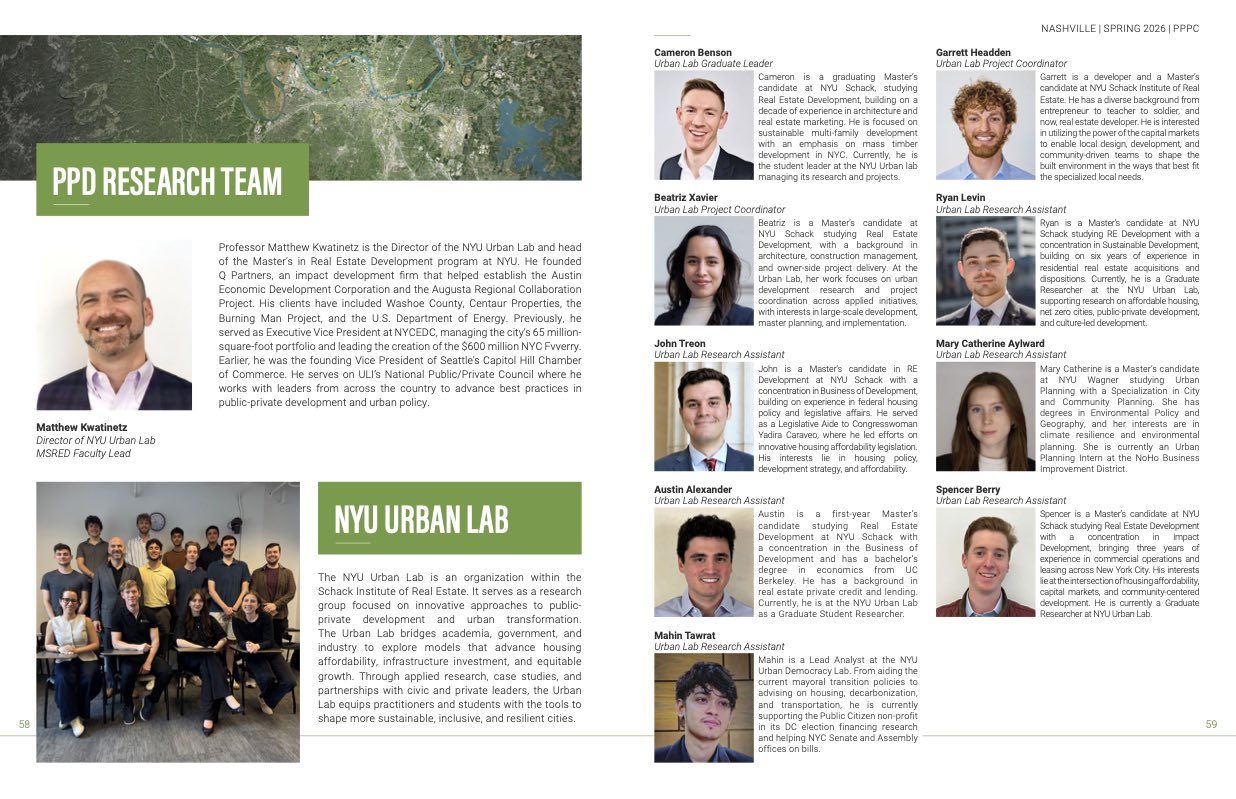 NASHVILLE | SPRING 2026 | PPPC
PPD RESEARCH TEAM
Professor Matthew Kwatinetz is the Director of the NYU Urban Lab and head
of the Master's in Real Estate Development program at NYU. He founded
Q Partners, an impact development firm that helped establish the Austin
Economic Development Corporation and the Augusta Regional Collaboration
Project. His clients have included Washoe County, Centaur Properties, the
Burning Man Project, and the U.S. Department of Energy. Previously, he
served as Executive Vice President at NYCEDC, managing the city's 65 million-
square-foot portfolio and leading the creation of the $600 million NYC Fvverry.
Earlier, he was the founding Vice President of Seattle's Capitol Hill Chamber
of Commerce. He serves on ULI's National Public/Private Council where he
works with leaders from across the country to advance best practices in
public-private development and urban policy.
Matthew Kwatinetz
Director of NYU Urban Lab
MSRED Faculty Lead
NYU URBAN LAB
The NYU Urban Lab is an organization within the
Schack Institute of Real Estate. It serves as a research
group focused on innovative approaches to public-
private development and urban transformation.
The Urban Lab bridges academia, government, and
industry to explore models that advance housing
affordability, infrastructure investment, and equitable
growth. Through applied research, case studies, and
partnerships with civic and private leaders, the Urban
Lab equips practitioners and students with the tools to
shape more sustainable, inclusive, and resilient cities.
58
Cameron Benson
Urban Lab Graduate Leader
Cameron is a graduating Master's
candidate at NYU Schack, studying
Real Estate Development, building on a
decade of experience in architecture and
real estate marketing. He is focused on
sustainable multi-family development
with an emphasis on mass timber
development in NYC. Currently, he is
the student leader at the NYU Urban lab
managing its research and projects.
Garrett Headden
Urban Lab Project Coordinator
Garrett is a developer and a Master's
candidate at NYU Schack Institute of Real
Estate. He has a diverse background from
entrepreneur to teacher to soldier, and
now, real estate developer. He is interested
in utilizing the power of the capital markets
to enable local design, development, and
community-driven teams to shape the
built environment in the ways that best fit
the specialized local needs.
Beatriz Xavier
Urban Lab Project Coordinator
Beatriz is a Master's candidate at
NYU Schack studying Real Estate
Development, with a background in
architecture, construction management,
and owner-side project delivery. At the
Urban Lab, her work focuses on urban
development research and project
coordination across applied initiatives,
with interests in large-scale development,
master planning, and implementation.
Ryan Levin
Urban Lab Research Assistant
Ryan is a Master's candidate at NYU
Schack studying RE Development with a
concentration in Sustainable Development,
building on six years of experience in
residential real estate acquisitions and
dispositions. Currently, he is a Graduate
Researcher at the NYU Urban Lab,
supporting research on affordable housing,
net zero cities, public-private development,
and culture-led development.
John Treon
Urban Lab Research Assistant
John is a Master's candidate in RE
Development at NYU Schack with a
concentration in Business of Development,
building on experience in federal housing
policy and legislative affairs. He served
as a Legislative Aide to Congresswoman
Yadira Caraveo, where he led efforts on
innovative housing affordability legislation.
His interests lie in housing policy,
development strategy, and affordability.
Mary Catherine Aylward
Urban Lab Research Assistant
Mary Catherine is a Master's candidate
at NYU Wagner studying Urban
Planning with a Specialization in City
and Community Planning. She has
degrees in Environmental Policy and
Geography, and her interests are in
climate resilience and environmental
planning. She is currently an Urban
Planning Intern at the NoHo Business
Improvement District.
Austin Alexander
Urban Lab Research Assistant
Austin is a first-year Master's
candidate studying Real Estate
Development at NYU Schack with
a concentration in the Business of
Development and has a bachelor's
degree in economics from UC
Berkeley. He has a background in
real estate private credit and lending.
Currently, he is at the NYU Urban Lab
as a Graduate Student Researcher.
Spencer Berry
Urban Lab Research Assistant
Spencer is a Master's candidate at NYU
Schack studying Real Estate Development
with a concentration in Impact
Development, bringing three years of
experience in commercial operations and
leasing across New York City. His interests
lie at the intersection of housing affordability,
capital markets, and community-centered
development. He is currently a Graduate
Researcher at NYU Urban Lab.
Mahin Tawrat
Urban Lab Research Assistant
Mahin is a Lead Analyst at the NYU
Urban Democracy Lab. From aiding the
current mayoral transition policies to
advising on housing, decarbonization,
and transportation, he is currently
supporting the Public Citizen non-profit
in its DC election financing research
and helping NYC Senate and Assembly
offices on bills.
59